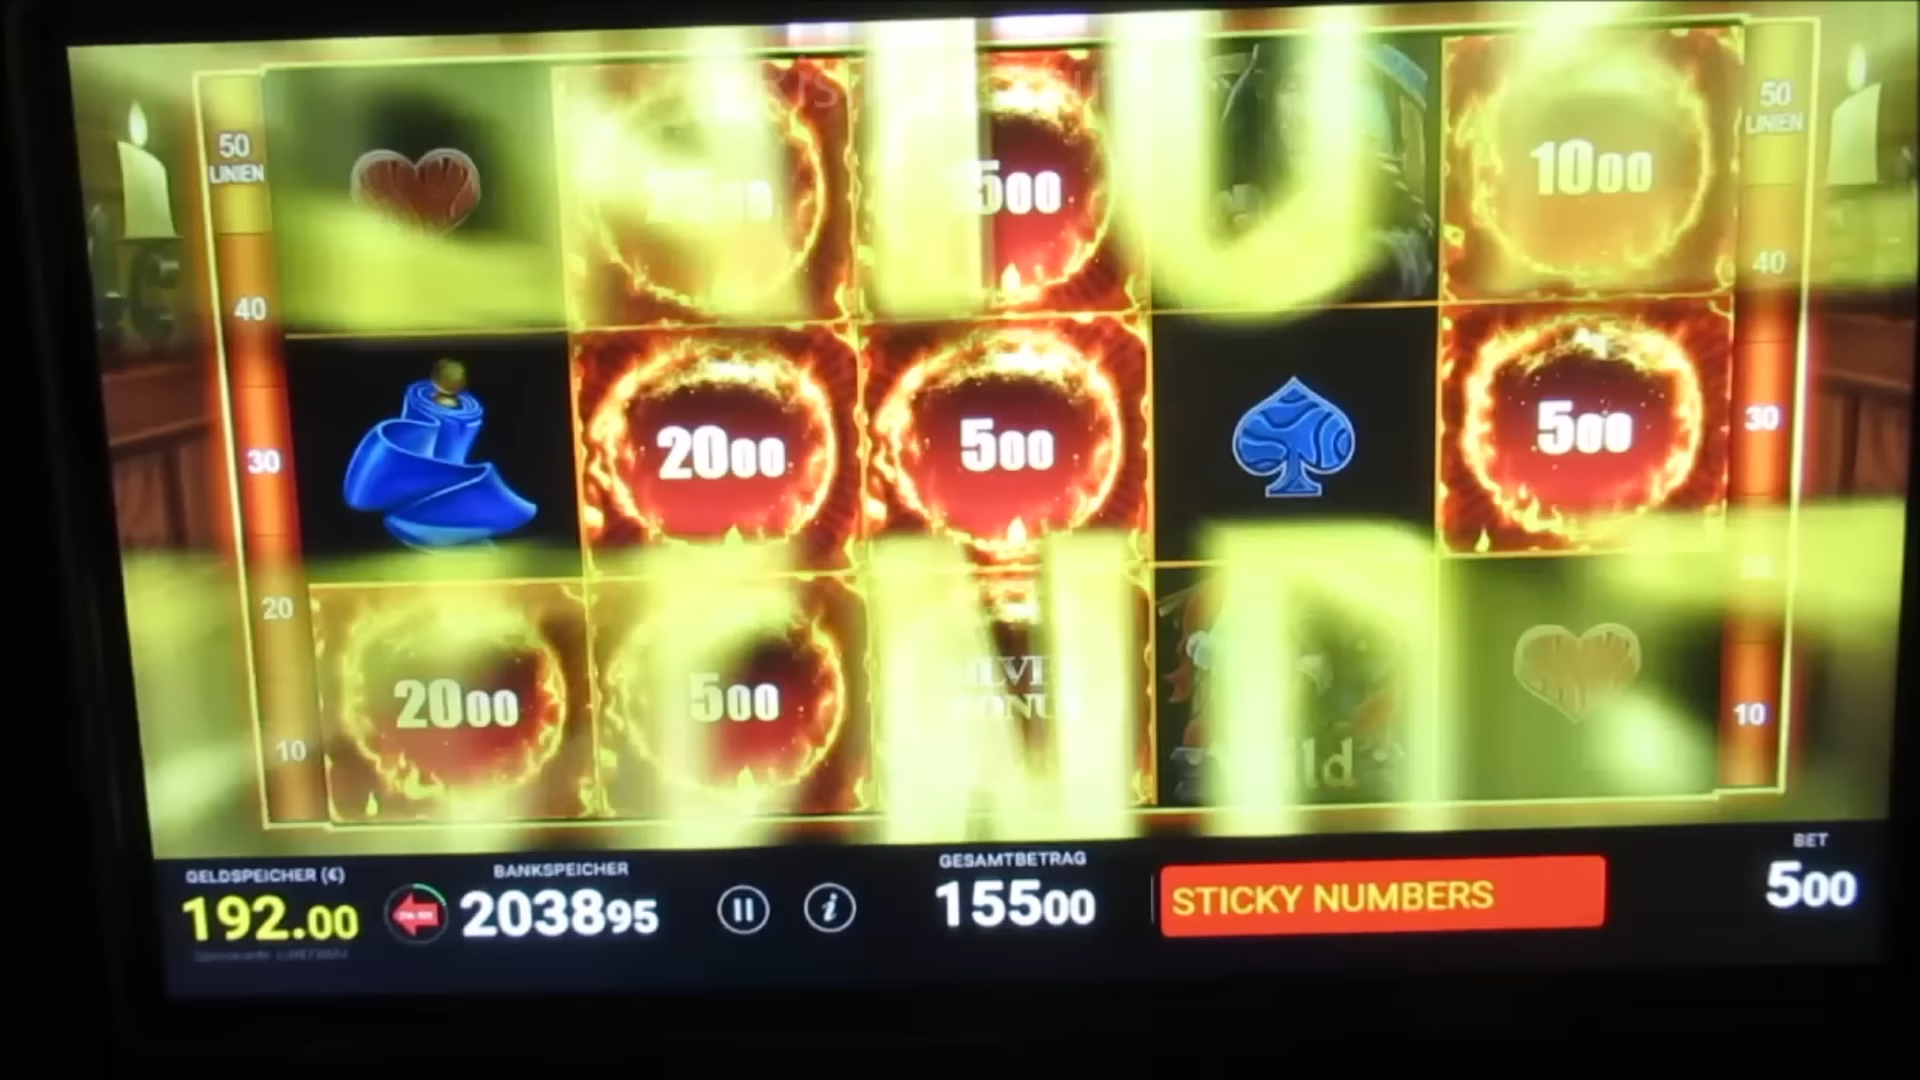 50
LINIEN
500
1000
50
LINIEN
40
40
30
2000
500
500
30
20
2000
500
10
10
GELDSPEICHER (€)
192.00
BANKSPEICHER
203895
GESAMTBETRAG
15500
STICKY NUMBERS
BET
500